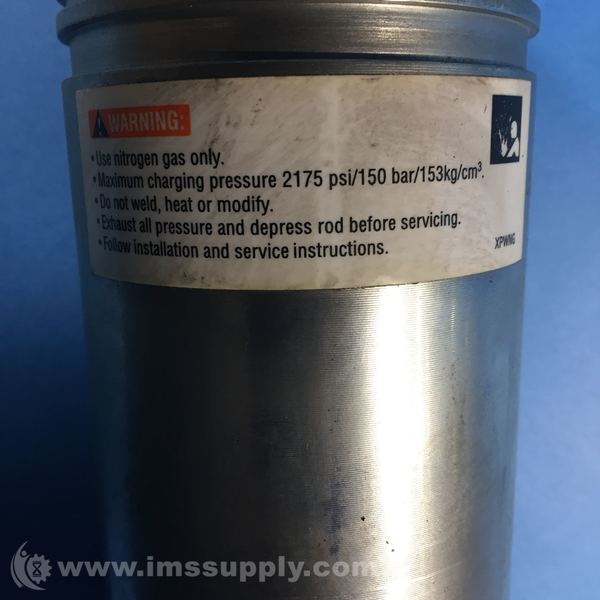 WARNING:
• Use nitrogen gas only.
• Maximum charging pressure 2175 psi/150 bar/153kg/cm³.
• Do not weld, heat or modify.
• Exhaust all pressure and depress rod before servicing.
• Follow installation and service instructions.
XPWNG
www.imssupply.com